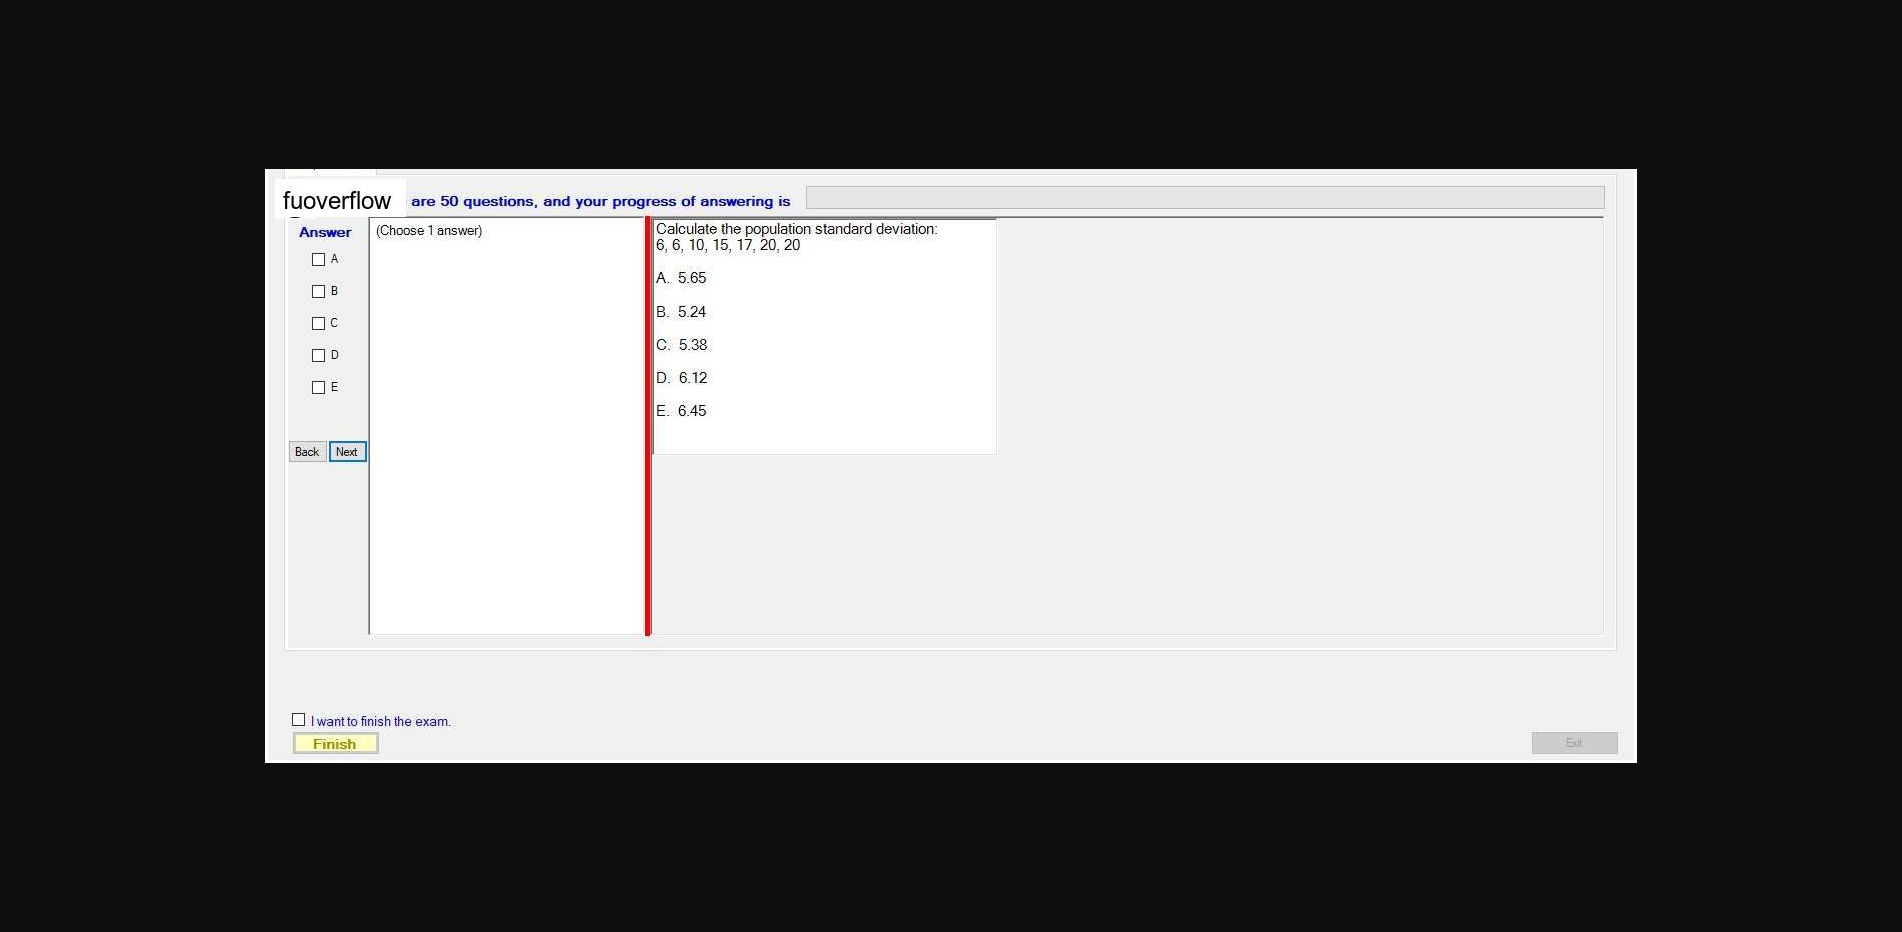 fuoverflow are 50 questions, and your progress of answering is
Answer
A
B
C
D
E
Back Next
(Choose 1 answer)
Calculate the population standard deviation:
6, 6, 10, 15, 17, 20, 20
A. 5.65
B. 5.24
C. 5.38
D. 6.12
E. 6.45
I want to finish the exam.
Finish
Exit